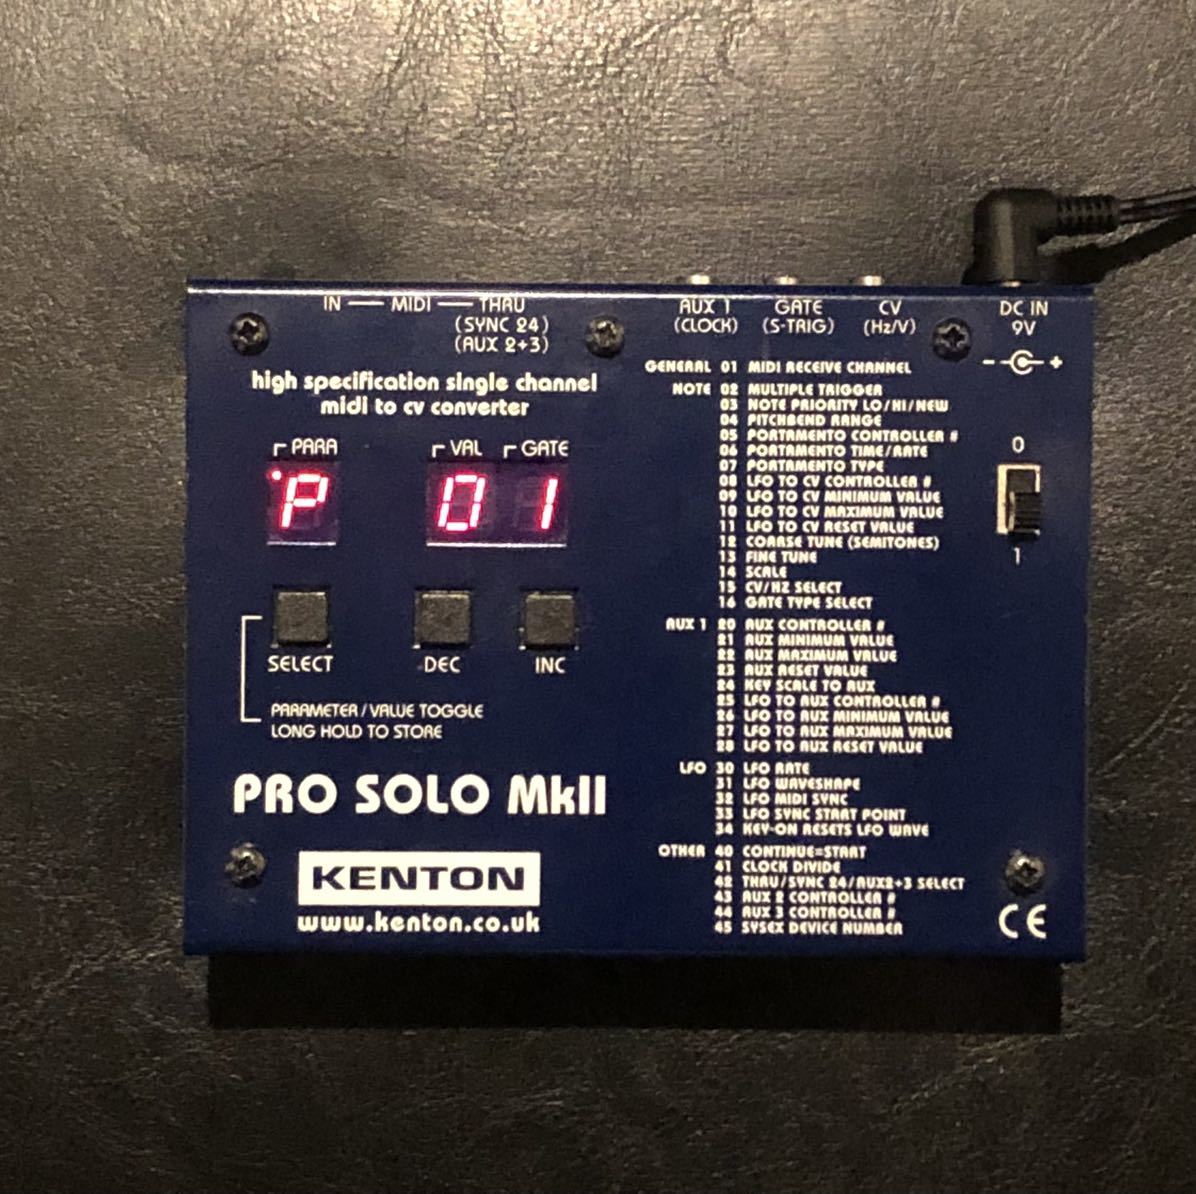 IN MIDI THRU
(SYNC 24)
(AUX 2+3)
AUX 1
(CLOCK)
GATE
(S-TRIG)
CV
(Hz/V)
DC IN
9V
- +
high specification single channel
midi to cv converter
PARA VAL GATE
P 01
SELECT DEC INC
PARAMETER/VALUE TOGGLE
LONG HOLD TO STORE
PRO SOLO MkII
KENTON
www.kenton.co.uk
GENERAL 01 MIDI RECEIVE CHANNEL
NOTE 02 MULTIPLE TRIGGER
03 NOTE PRIORITY LO/HI/NEW
04 PITCHBEND RANGE
05 PORTAMENTO CONTROLLER #
06 PORTAMENTO TIME/RATE
07 PORTAMENTO TYPE
08 LFO TO CV CONTROLLER #
09 LFO TO CV MINIMUM VALUE
10 LFO TO CV MAXIMUM VALUE
11 LFO TO CV RESET VALUE
12 COARSE TUNE (SEMITONES)
13 FINE TUNE
14 SCALE
15 CV/HZ SELECT
16 GATE TYPE SELECT
AUX 1 20 AUX CONTROLLER #
21 AUX MINIMUM VALUE
22 AUX MAXIMUM VALUE
23 AUX RESET VALUE
24 KEY SCALE TO AUX
25 LFO TO AUX CONTROLLER #
26 LFO TO AUX MINIMUM VALUE
27 LFO TO AUX MAXIMUM VALUE
28 LFO TO AUX RESET VALUE
LFO 30 LFO RATE
31 LFO WAVESHAPE
32 LFO MIDI SYNC
33 LFO SYNC START POINT
34 KEY-ON RESETS LFO WAVE
OTHER 40 CONTINUE=START
41 CLOCK DIVIDE
42 THRU/SYNC 24/AUX2+3 SELECT
43 AUX 2 CONTROLLER #
44 AUX 3 CONTROLLER #
45 SYSEX DEVICE NUMBER
0
1
CE